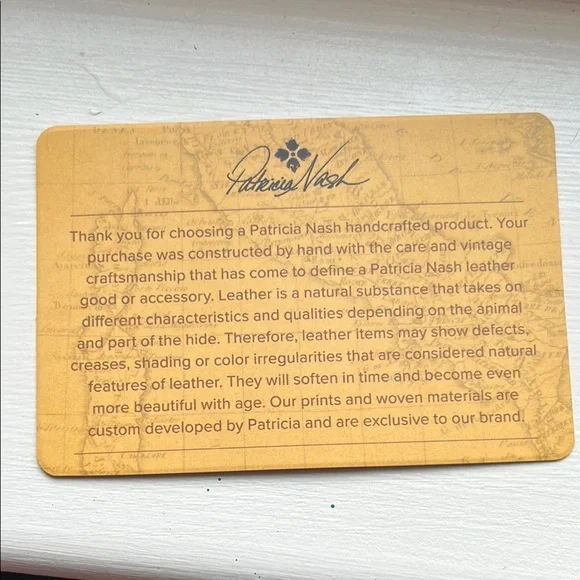 Patricia Nash
Thank you for choosing a Patricia Nash handcrafted product. Your
purchase was constructed by hand with the care and vintage
craftsmanship that has come to define a Patricia Nash leather
good or accessory. Leather is a natural substance that takes on
different characteristics and qualities depending on the animal
and part of the hide. Therefore, leather items may show defects,
creases, shading or color irregularities that are considered natural
features of leather. They will soften in time and become even
more beautiful with age. Our prints and woven materials are
custom developed by Patricia and are exclusive to our brand.